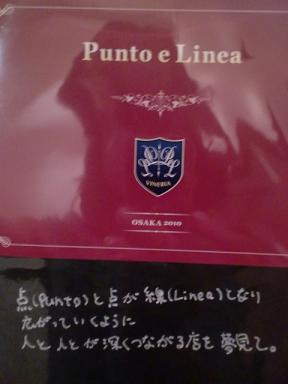 Punto e Linea
VINERIA
OSAKA 2010
点(Punto)と点が線(Linea)となり
広がっていくように
人と人とが深くつながる店を夢見て。